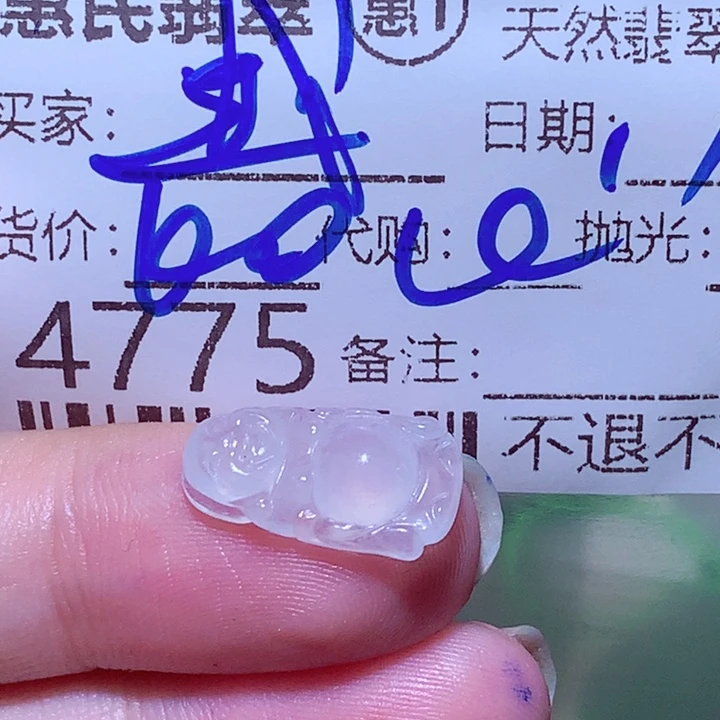 惠民翡翠 惠1 天然翡翠
买家: 日期:
货价: 代购: 抛光:
4775 备注:
不退不